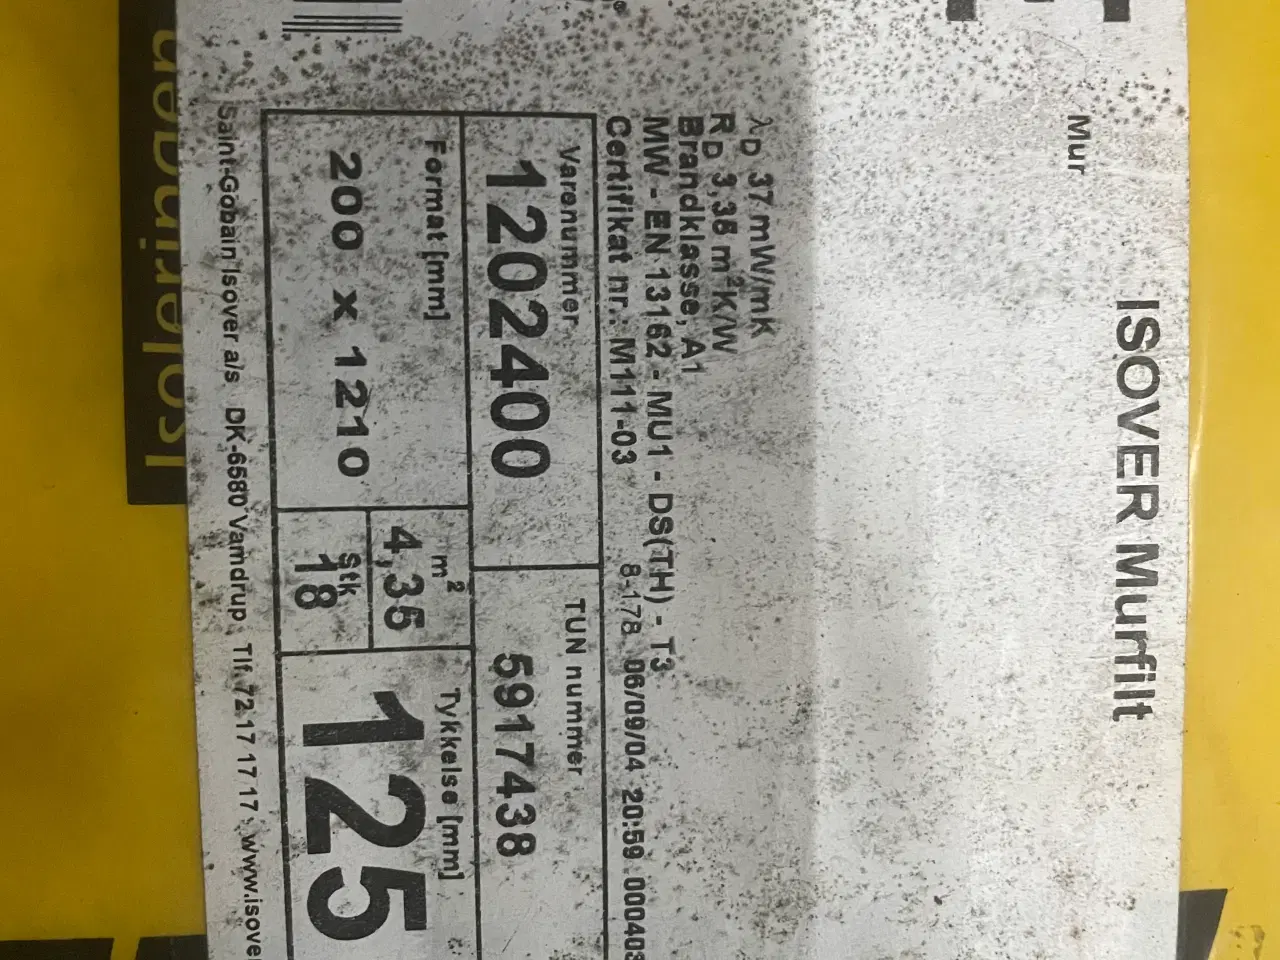 ISOVER Murfilt
Mur
λD 37 mW/mK
RD 3,35 m²K/W
Brandklasse, A1
MW - EN 13162 - MU1 - DS(TH) - T3
Certifikat nr.: M111-03 8-178 06/09/04 20:59
Varenummer
1202400
TUN nummer
5917438
Format [mm]
200 x 1210
m²
4,35
stk
18
Tykkelse [mm]
125
Saint-Gobain Isover a/s DK-6580 Vamdrup Tlf. 72 17 17 17
Isoleringen